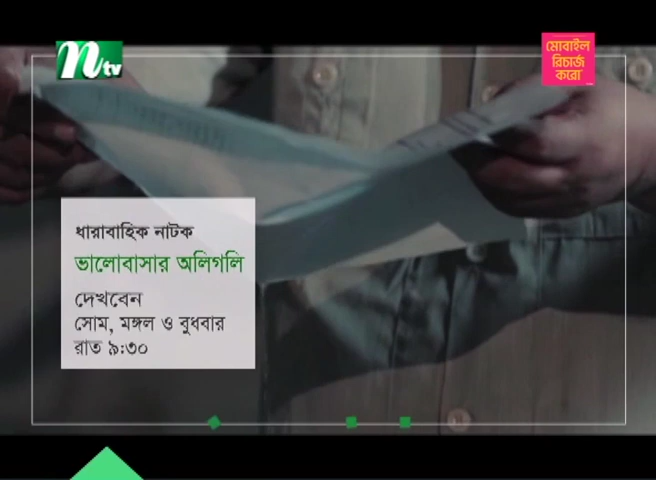 ntv
মোবাইল
রিচার্জ
করো
ধারাবাহিক নাটক
ভালোবাসার অলিগলি
দেখবেন
সোম, মঙ্গল ও বুধবার
রাত ৯:৩০